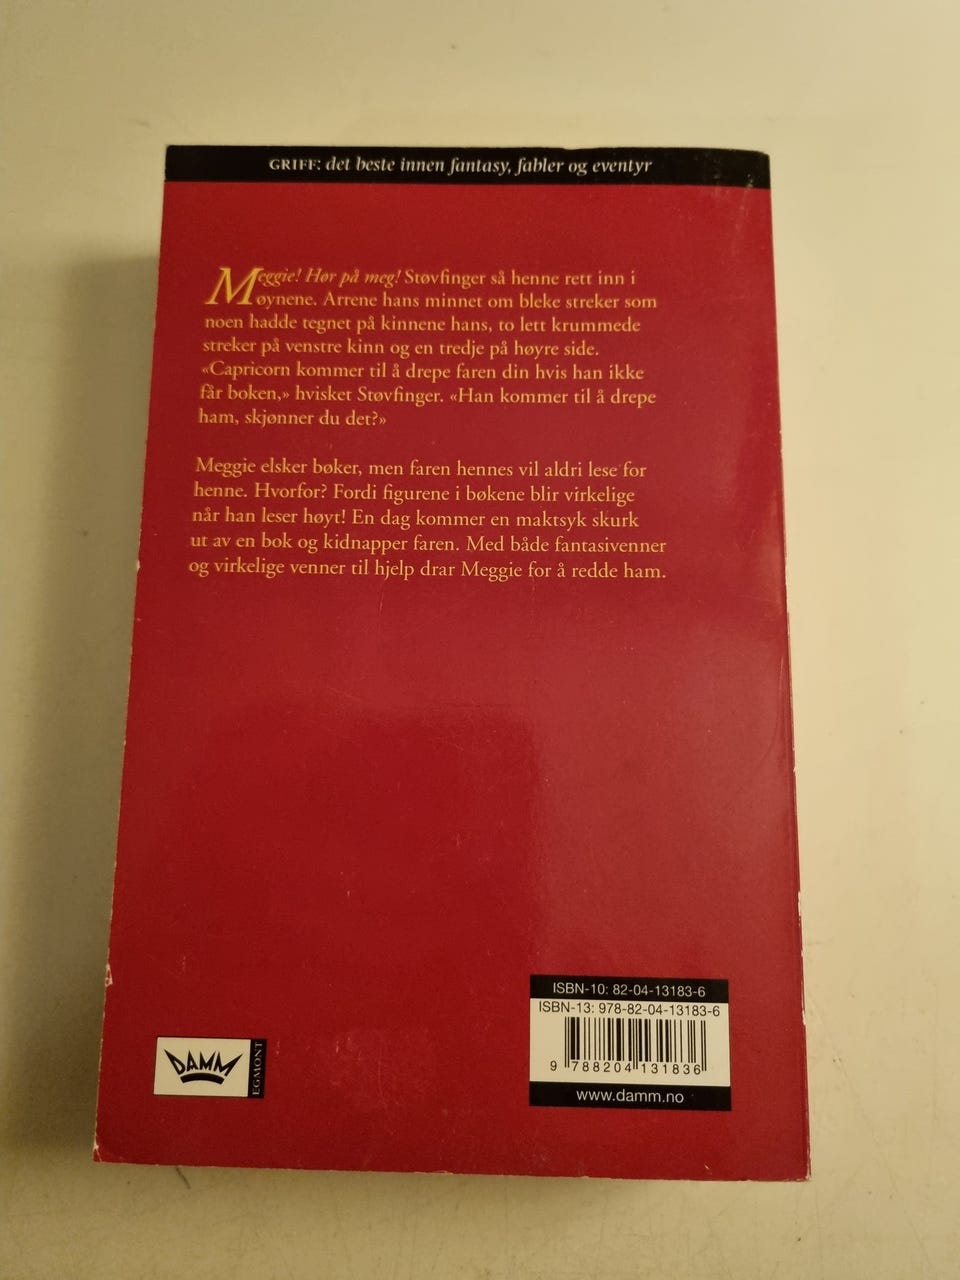 GRIFF: det beste innen fantasy, fabler og eventyr
Meggie! Hør på meg! Støvfinger så henne rett inn i
øynene. Arrene hans minnet om bleke streker som
noen hadde tegnet på kinnene hans, to lett krummede
streker på venstre kinn og en tredje på høyre side.
«Capricorn kommer til å drepe faren din hvis han ikke
får boken,» hvisket Støvfinger. «Han kommer til å drepe
ham, skjønner du det?»
Meggie elsker bøker, men faren hennes vil aldri lese for
henne. Hvorfor? Fordi figurene i bøkene blir virkelige
når han leser høyt! En dag kommer en maktsyk skurk
ut av en bok og kidnapper faren. Med både fantasivenner
og virkelige venner til hjelp drar Meggie for å redde ham.
ISBN-10: 82-04-13183-6
ISBN-13: 978-82-04-13183-6
9 788204 131836
www.damm.no
DAMM
EGMONT